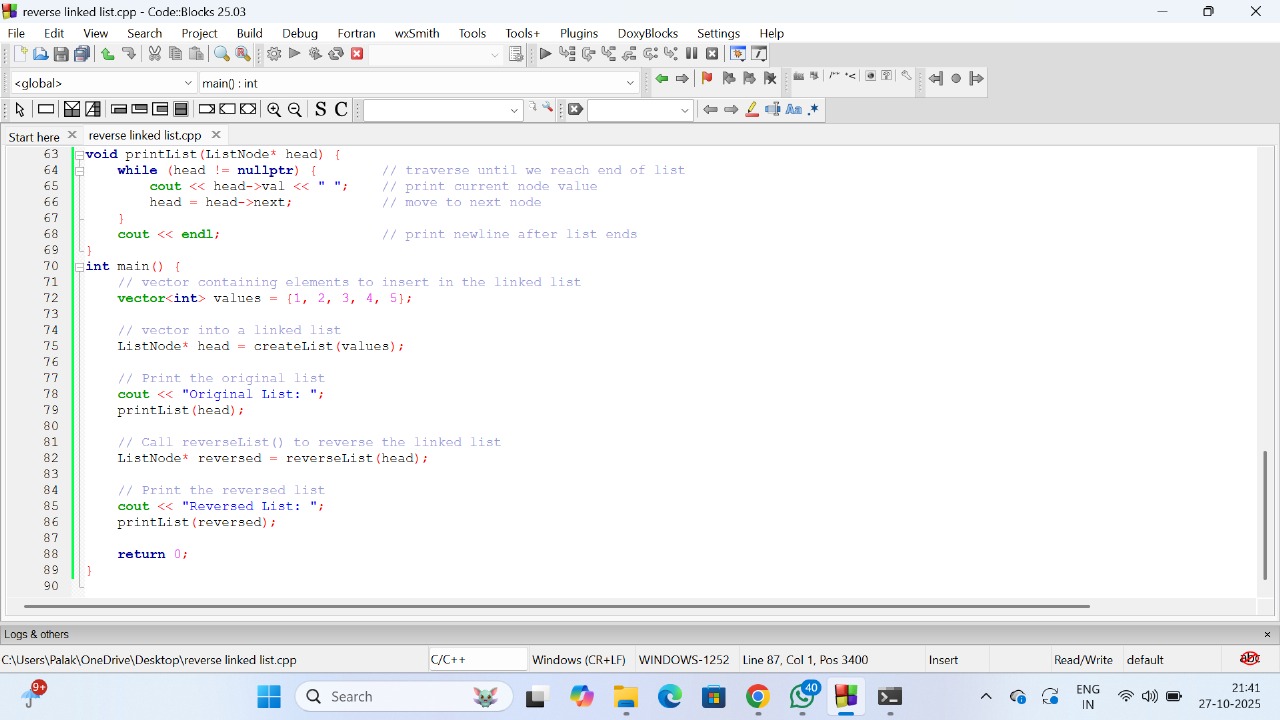 reverse linked list.cpp - Code::Blocks 25.03
File Edit View Search Project Build Debug Fortran wxSmith Tools Tools+ Plugins DoxyBlocks Settings Help
<global> main() : int
S C
Start here reverse linked list.cpp
63 void printList(ListNode* head) {
64 while (head != nullptr) { // traverse until we reach end of list
65 cout << head->val << " "; // print current node value
66 head = head->next; // move to next node
67 }
68 cout << endl; // print newline after list ends
69 }
70 int main() {
71 // vector containing elements to insert in the linked list
72 vector<int> values = {1, 2, 3, 4, 5};
73
74 // vector into a linked list
75 ListNode* head = createList(values);
76
77 // Print the original list
78 cout << "Original List: ";
79 printList(head);
80
81 // Call reverseList() to reverse the linked list
82 ListNode* reversed = reverseList(head);
83
84 // Print the reversed list
85 cout << "Reversed List: ";
86 printList(reversed);
87
88 return 0;
89 }
90
Logs & others
C:\Users\Palak\OneDrive\Desktop\reverse linked list.cpp C/C++ Windows (CR+LF) WINDOWS-1252 Line 87, Col 1, Pos 3400 Insert Read/Write default abc
9+ Search 40 ENG IN 21:41 27-10-2025